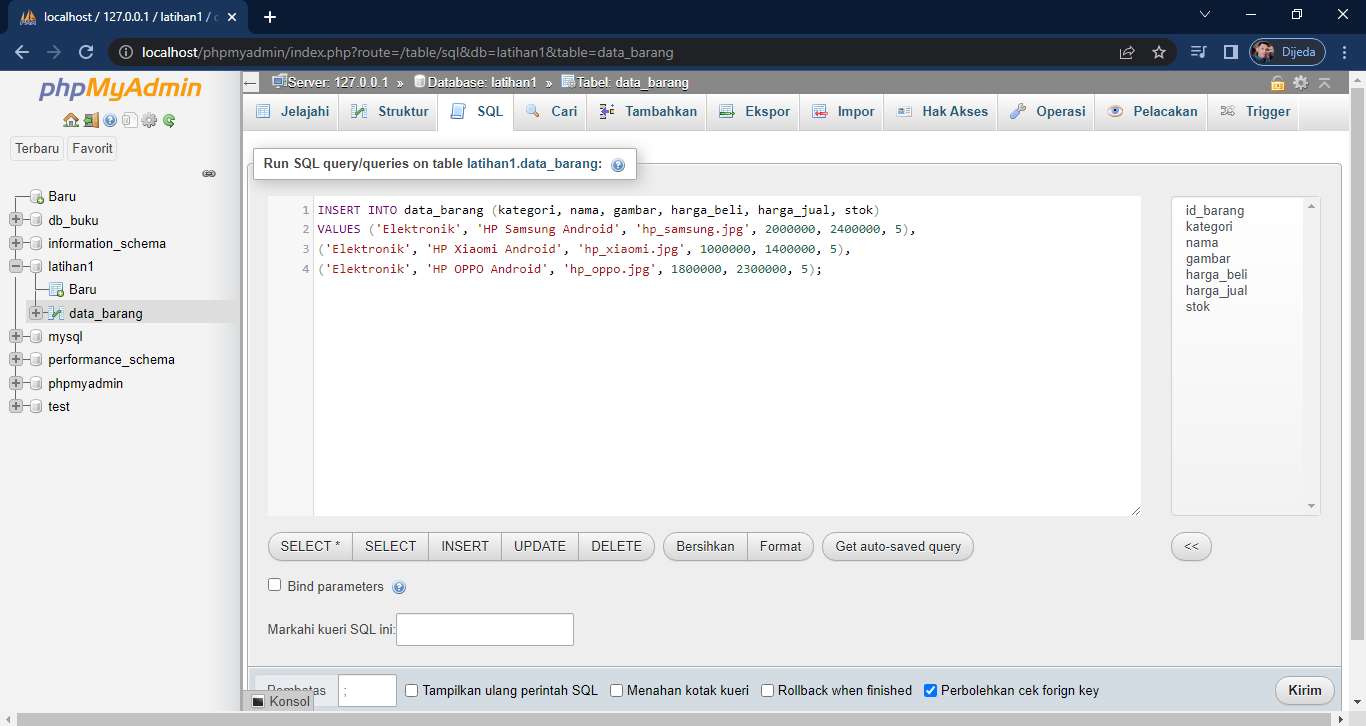 localhost / 127.0.0.1 / latihan1 /
localhost/phpmyadmin/index.php?route=/table/sql&db=latihan1&table=data_barang
Dijeda
phpMyAdmin
Terbaru Favorit
Baru
db_buku
information_schema
latihan1
Baru
data_barang
mysql
performance_schema
phpmyadmin
test
Server: 127.0.0.1 » Database: latihan1 » Tabel: data_barang
Jelajahi Struktur SQL Cari Tambahkan Ekspor Impor Hak Akses Operasi Pelacakan Trigger
Run SQL query/queries on table latihan1.data_barang:
1 INSERT INTO data_barang (kategori, nama, gambar, harga_beli, harga_jual, stok)
2 VALUES ('Elektronik', 'HP Samsung Android', 'hp_samsung.jpg', 2000000, 2400000, 5),
3 ('Elektronik', 'HP Xiaomi Android', 'hp_xiaomi.jpg', 1000000, 1400000, 5),
4 ('Elektronik', 'HP OPPO Android', 'hp_oppo.jpg', 1800000, 2300000, 5);
id_barang
kategori
nama
gambar
harga_beli
harga_jual
stok
SELECT * SELECT INSERT UPDATE DELETE Bersihkan Format Get auto-saved query <<
Bind parameters
Markahi kueri SQL ini:
Pembatas ; Tampilkan ulang perintah SQL Menahan kotak kueri Rollback when finished Perbolehkan cek forign key Kirim
Konsol